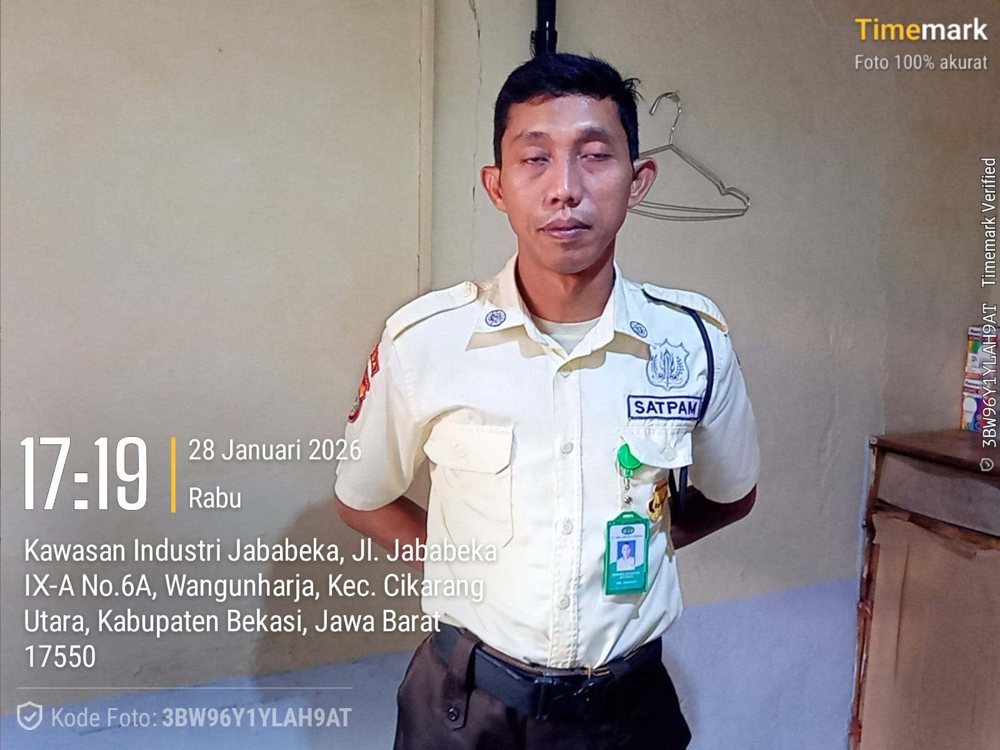 Timemark
Foto 100% akurat
SATPAM
17:19
28 Januari 2026
Rabu
Kawasan Industri Jababeka, Jl. Jababeka
IX-A No.6A, Wangunharja, Kec. Cikarang
Utara, Kabupaten Bekasi, Jawa Barat
17550
Kode Foto: 3BW96Y1YLAH9AT
3BW96Y1YLAH9AT Timemark Verified